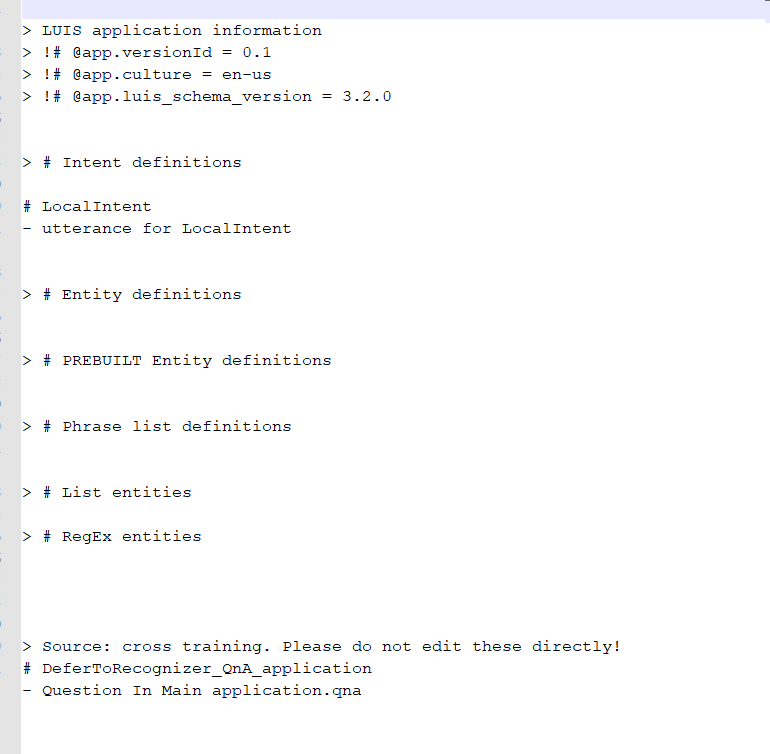 > LUIS application information
> !# @app.versionId = 0.1
> !# @app.culture = en-us
> !# @app.luis_schema_version = 3.2.0
> # Intent definitions
# LocalIntent
- utterance for LocalIntent
> # Entity definitions
> # PREBUILT Entity definitions
> # Phrase list definitions
> # List entities
> # RegEx entities
> Source: cross training. Please do not edit these directly!
# DeferToRecognizer_QnA_application
- Question In Main application.qna